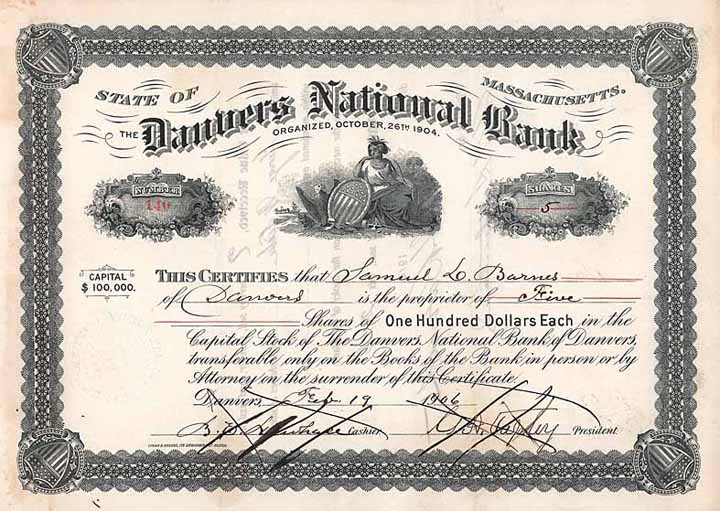 STATE OF MASSACHUSETTS.
THE Danvers National Bank
ORGANIZED, OCTOBER, 26TH 1904.
NUMBER
140
SHARES
5
CAPITAL
$100,000.
THIS CERTIFIES that Samuel L. Barnes
of Danvers is the proprietor of Five
Shares of One Hundred Dollars Each in the
Capital Stock of The Danvers National Bank of Danvers,
transferable only on the Books of the Bank in person or by
Attorney on the surrender of this Certificate.
Danvers, Feb 19 1906
Cashier
President